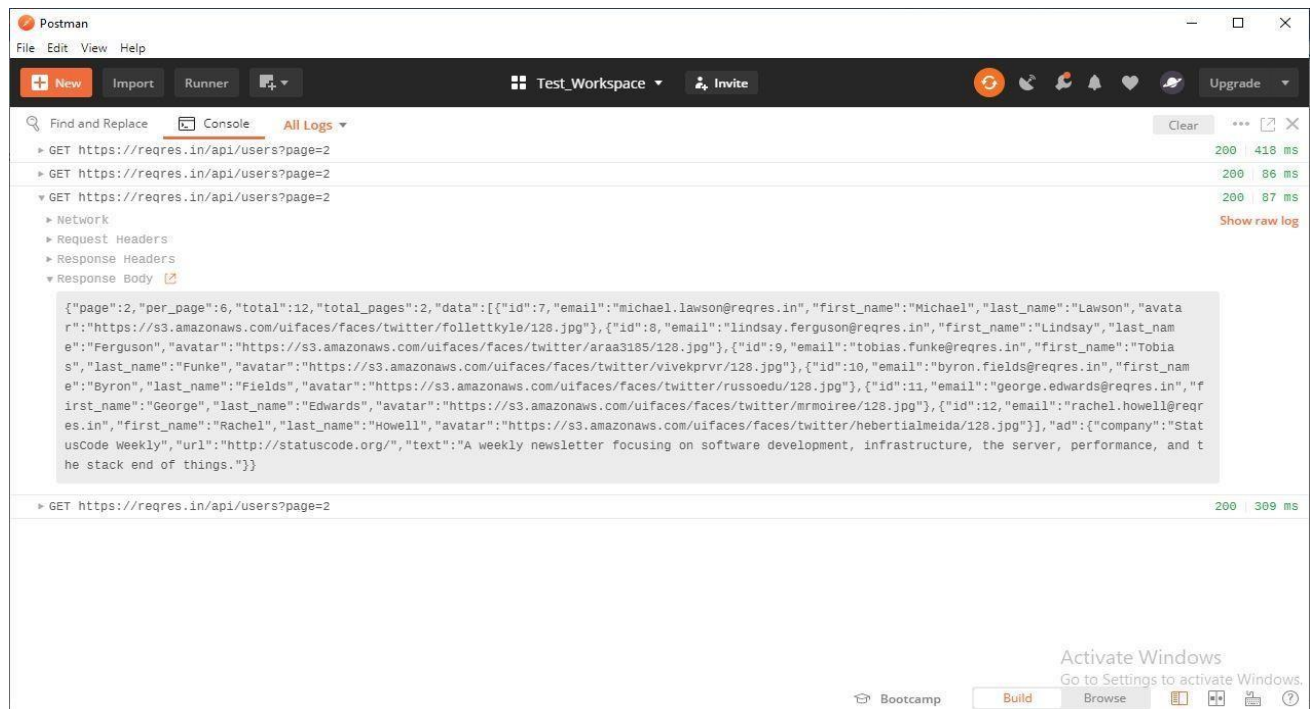 Postman
File Edit View Help
New Import Runner Test_Workspace Invite Upgrade
Find and Replace Console All Logs Clear
GET https://reqres.in/api/users?page=2 200 418 ms
GET https://reqres.in/api/users?page=2 200 86 ms
GET https://reqres.in/api/users?page=2 200 87 ms
Network Show raw log
Request Headers
Response Headers
Response Body
{"page":2,"per_page":6,"total":12,"total_pages":2,"data":[{"id":7,"email":"michael.lawson@reqres.in","first_name":"Michael","last_name":"Lawson","avata
r":"https://s3.amazonaws.com/uifaces/faces/twitter/follettkyle/128.jpg"},{"id":8,"email":"lindsay.ferguson@reqres.in","first_name":"Lindsay","last_nam
e":"Ferguson","avatar":"https://s3.amazonaws.com/uifaces/faces/twitter/araa3185/128.jpg"},{"id":9,"email":"tobias.funke@reqres.in","first_name":"Tobia
s","last_name":"Funke","avatar":"https://s3.amazonaws.com/uifaces/faces/twitter/vivekprvr/128.jpg"},{"id":10,"email":"byron.fields@reqres.in","first_nam
e":"Byron","last_name":"Fields","avatar":"https://s3.amazonaws.com/uifaces/faces/twitter/russoedu/128.jpg"},{"id":11,"email":"george.edwards@reqres.in","f
irst_name":"George","last_name":"Edwards","avatar":"https://s3.amazonaws.com/uifaces/faces/twitter/mrmoiree/128.jpg"},{"id":12,"email":"rachel.howell@reqr
es.in","first_name":"Rachel","last_name":"Howell","avatar":"https://s3.amazonaws.com/uifaces/faces/twitter/hebertialmeida/128.jpg"}],"ad":{"company":"Stat
usCode Weekly","url":"http://statuscode.org/","text":"A weekly newsletter focusing on software development, infrastructure, the server, performance, and t
he stack end of things."}}
GET https://reqres.in/api/users?page=2 200 309 ms
Activate Windows
Go to Settings to activate Windows.
Bootcamp Build Browse